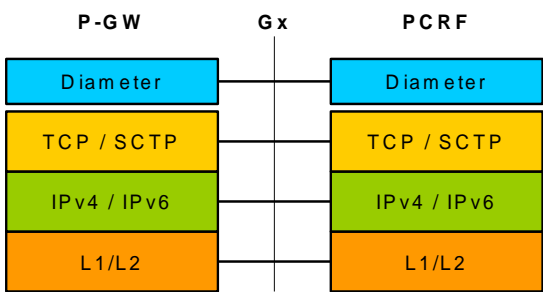 P-GW Gx PCRF
Diameter Diameter
TCP / SCTP TCP / SCTP
IPv4 / IPv6 IPv4 / IPv6
L1/L2 L1/L2